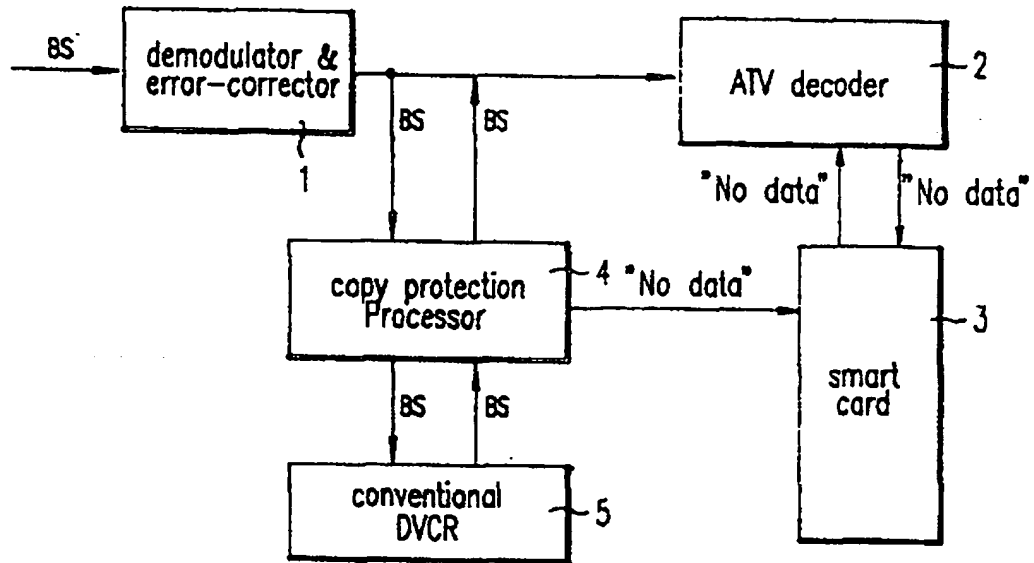 BS
demodulator &
error-corrector
1
BS
BS
ATV decoder
2
"No data"
"No data"
copy protection
Processor
4
"No data"
smart
card
3
BS
BS
conventional
DVCR
5